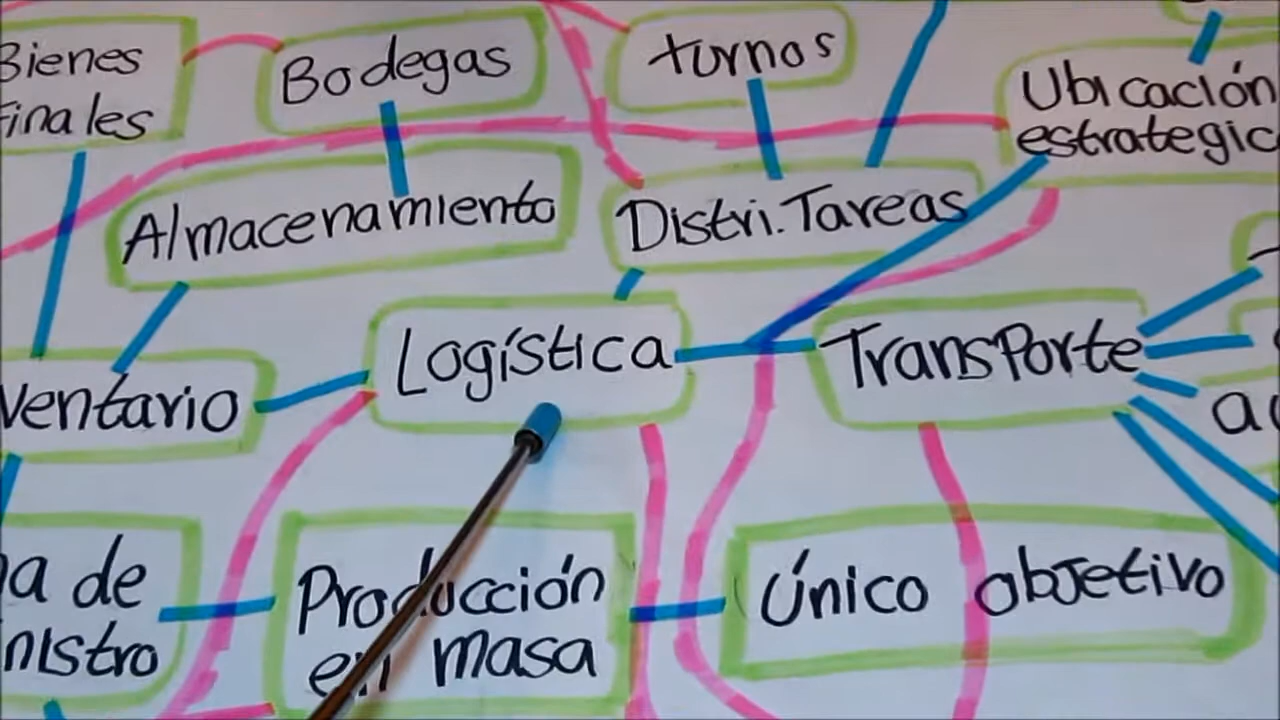 Bienes
Finales
Bodegas
turnos
Ubicación
estrategic
Almacenamiento
Distri. Tareas
Logística
Transporte
ventario
a de
nistro
Producción
en masa
Único objetivo